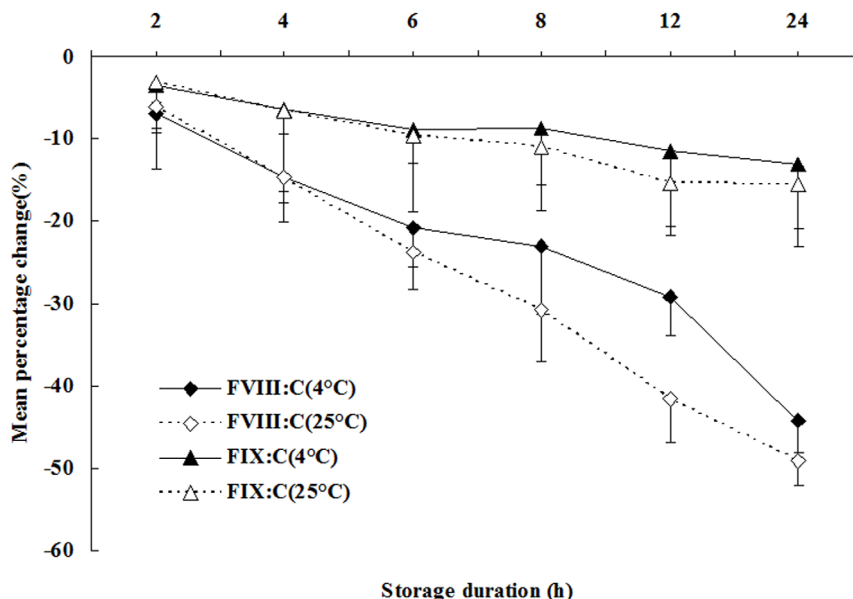 2 4 6 8 12 24
0
-10
-20
-30
-40
-50
-60
Mean percentage change(%)
FVIII:C(4°C)
FVIII:C(25°C)
FIX:C(4°C)
FIX:C(25°C)
Storage duration (h)